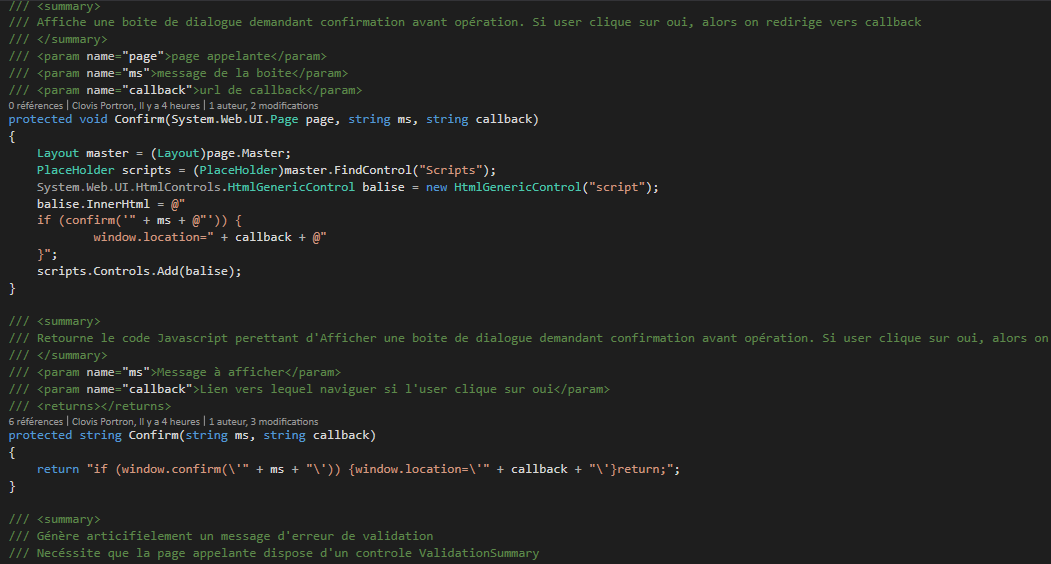 /// <summary>
/// Affiche une boite de dialogue demandant confirmation avant opération. Si user clique sur oui, alors on redirige vers callback
/// </summary>
/// <param name="page">page appelante</param>
/// <param name="ms">message de la boite</param>
/// <param name="callback">url de callback</param>
0 références | Clovis Portron, Il y a 4 heures | 1 auteur, 2 modifications
protected void Confirm(System.Web.UI.Page page, string ms, string callback)
{
    Layout master = (Layout)page.Master;
    PlaceHolder scripts = (PlaceHolder)master.FindControl("Scripts");
    System.Web.UI.HtmlControls.HtmlGenericControl balise = new HtmlGenericControl("script");
    balise.InnerHtml = @"
    if (confirm('" + ms + @"')) {
            window.location=" + callback + @"
    }";
    scripts.Controls.Add(balise);
}
/// <summary>
/// Retourne le code Javascript perettant d'Afficher une boite de dialogue demandant confirmation avant opération. Si user clique sur oui, alors on
/// </summary>
/// <param name="ms">Message à afficher</param>
/// <param name="callback">Lien vers lequel naviguer si l'user clique sur oui</param>
/// <returns></returns>
6 références | Clovis Portron, Il y a 4 heures | 1 auteur, 3 modifications
protected string Confirm(string ms, string callback)
{
    return "if (window.confirm(\'" + ms + "\')) {window.location=\'" + callback + "\'}return;";
}
/// <summary>
/// Génère articifielement un message d'erreur de validation
/// Necéssite que la page appelante dispose d'un controle ValidationSummary